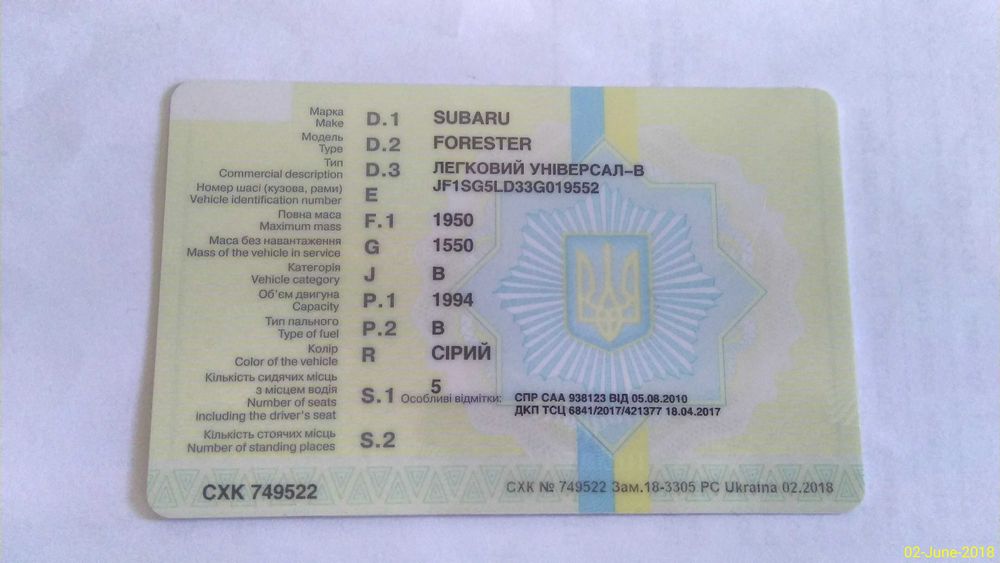 Марка
Make D.1 SUBARU
Модель
Type D.2 FORESTER
Тип
Commercial description D.3 ЛЕГКОВИЙ УНІВЕРСАЛ-В
Номер шасі (кузова, рами)
Vehicle identification number E JF1SG5LD33G019552
Повна маса
Maximum mass F.1 1950
Маса без навантаження
Mass of the vehicle in service G 1550
Категорія
Vehicle category J B
Об'єм двигуна
Capacity P.1 1994
Тип пального
Type of fuel P.2 B
Колір
Color of the vehicle R СІРИЙ
Кількість сидячих місць
з місцем водія
Number of seats
including the driver's seat S.1 5
Особливі відмітки: СПР САА 938123 ВІД 05.08.2010
ДКП ТСЦ 6841/2017/421377 18.04.2017
Кількість стоячих місць
Number of standing places S.2
СХК 749522
СХК № 749522 Зам.18-3305 РС Ukraina 02.2018
02-June-2018